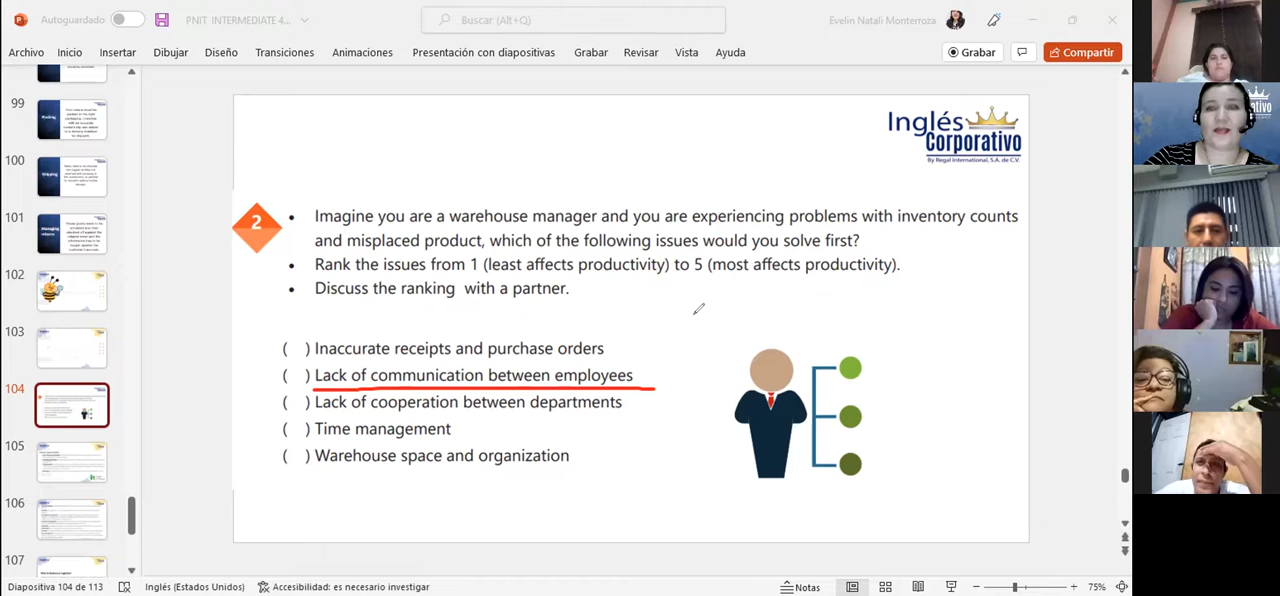 Autoguardado
PNIT_INTERMEDIATE 4...
Buscar (Alt+Q)
Evelin Natali Monterroza
Archivo Inicio Insertar Dibujar Diseño Transiciones Animaciones Presentación con diapositivas Grabar Revisar Vista Ayuda
Grabar
Compartir
99
100
101
102
103
104
105
106
107
Inglés
Corporativo
By Regal International, S.A. de C.V.
2
• Imagine you are a warehouse manager and you are experiencing problems with inventory counts
and misplaced product, which of the following issues would you solve first?
• Rank the issues from 1 (least affects productivity) to 5 (most affects productivity).
• Discuss the ranking with a partner.
( ) Inaccurate receipts and purchase orders
( ) Lack of communication between employees
( ) Lack of cooperation between departments
( ) Time management
( ) Warehouse space and organization
Diapositiva 104 de 113
Inglés (Estados Unidos)
Accesibilidad: es necesario investigar
Notas
75%